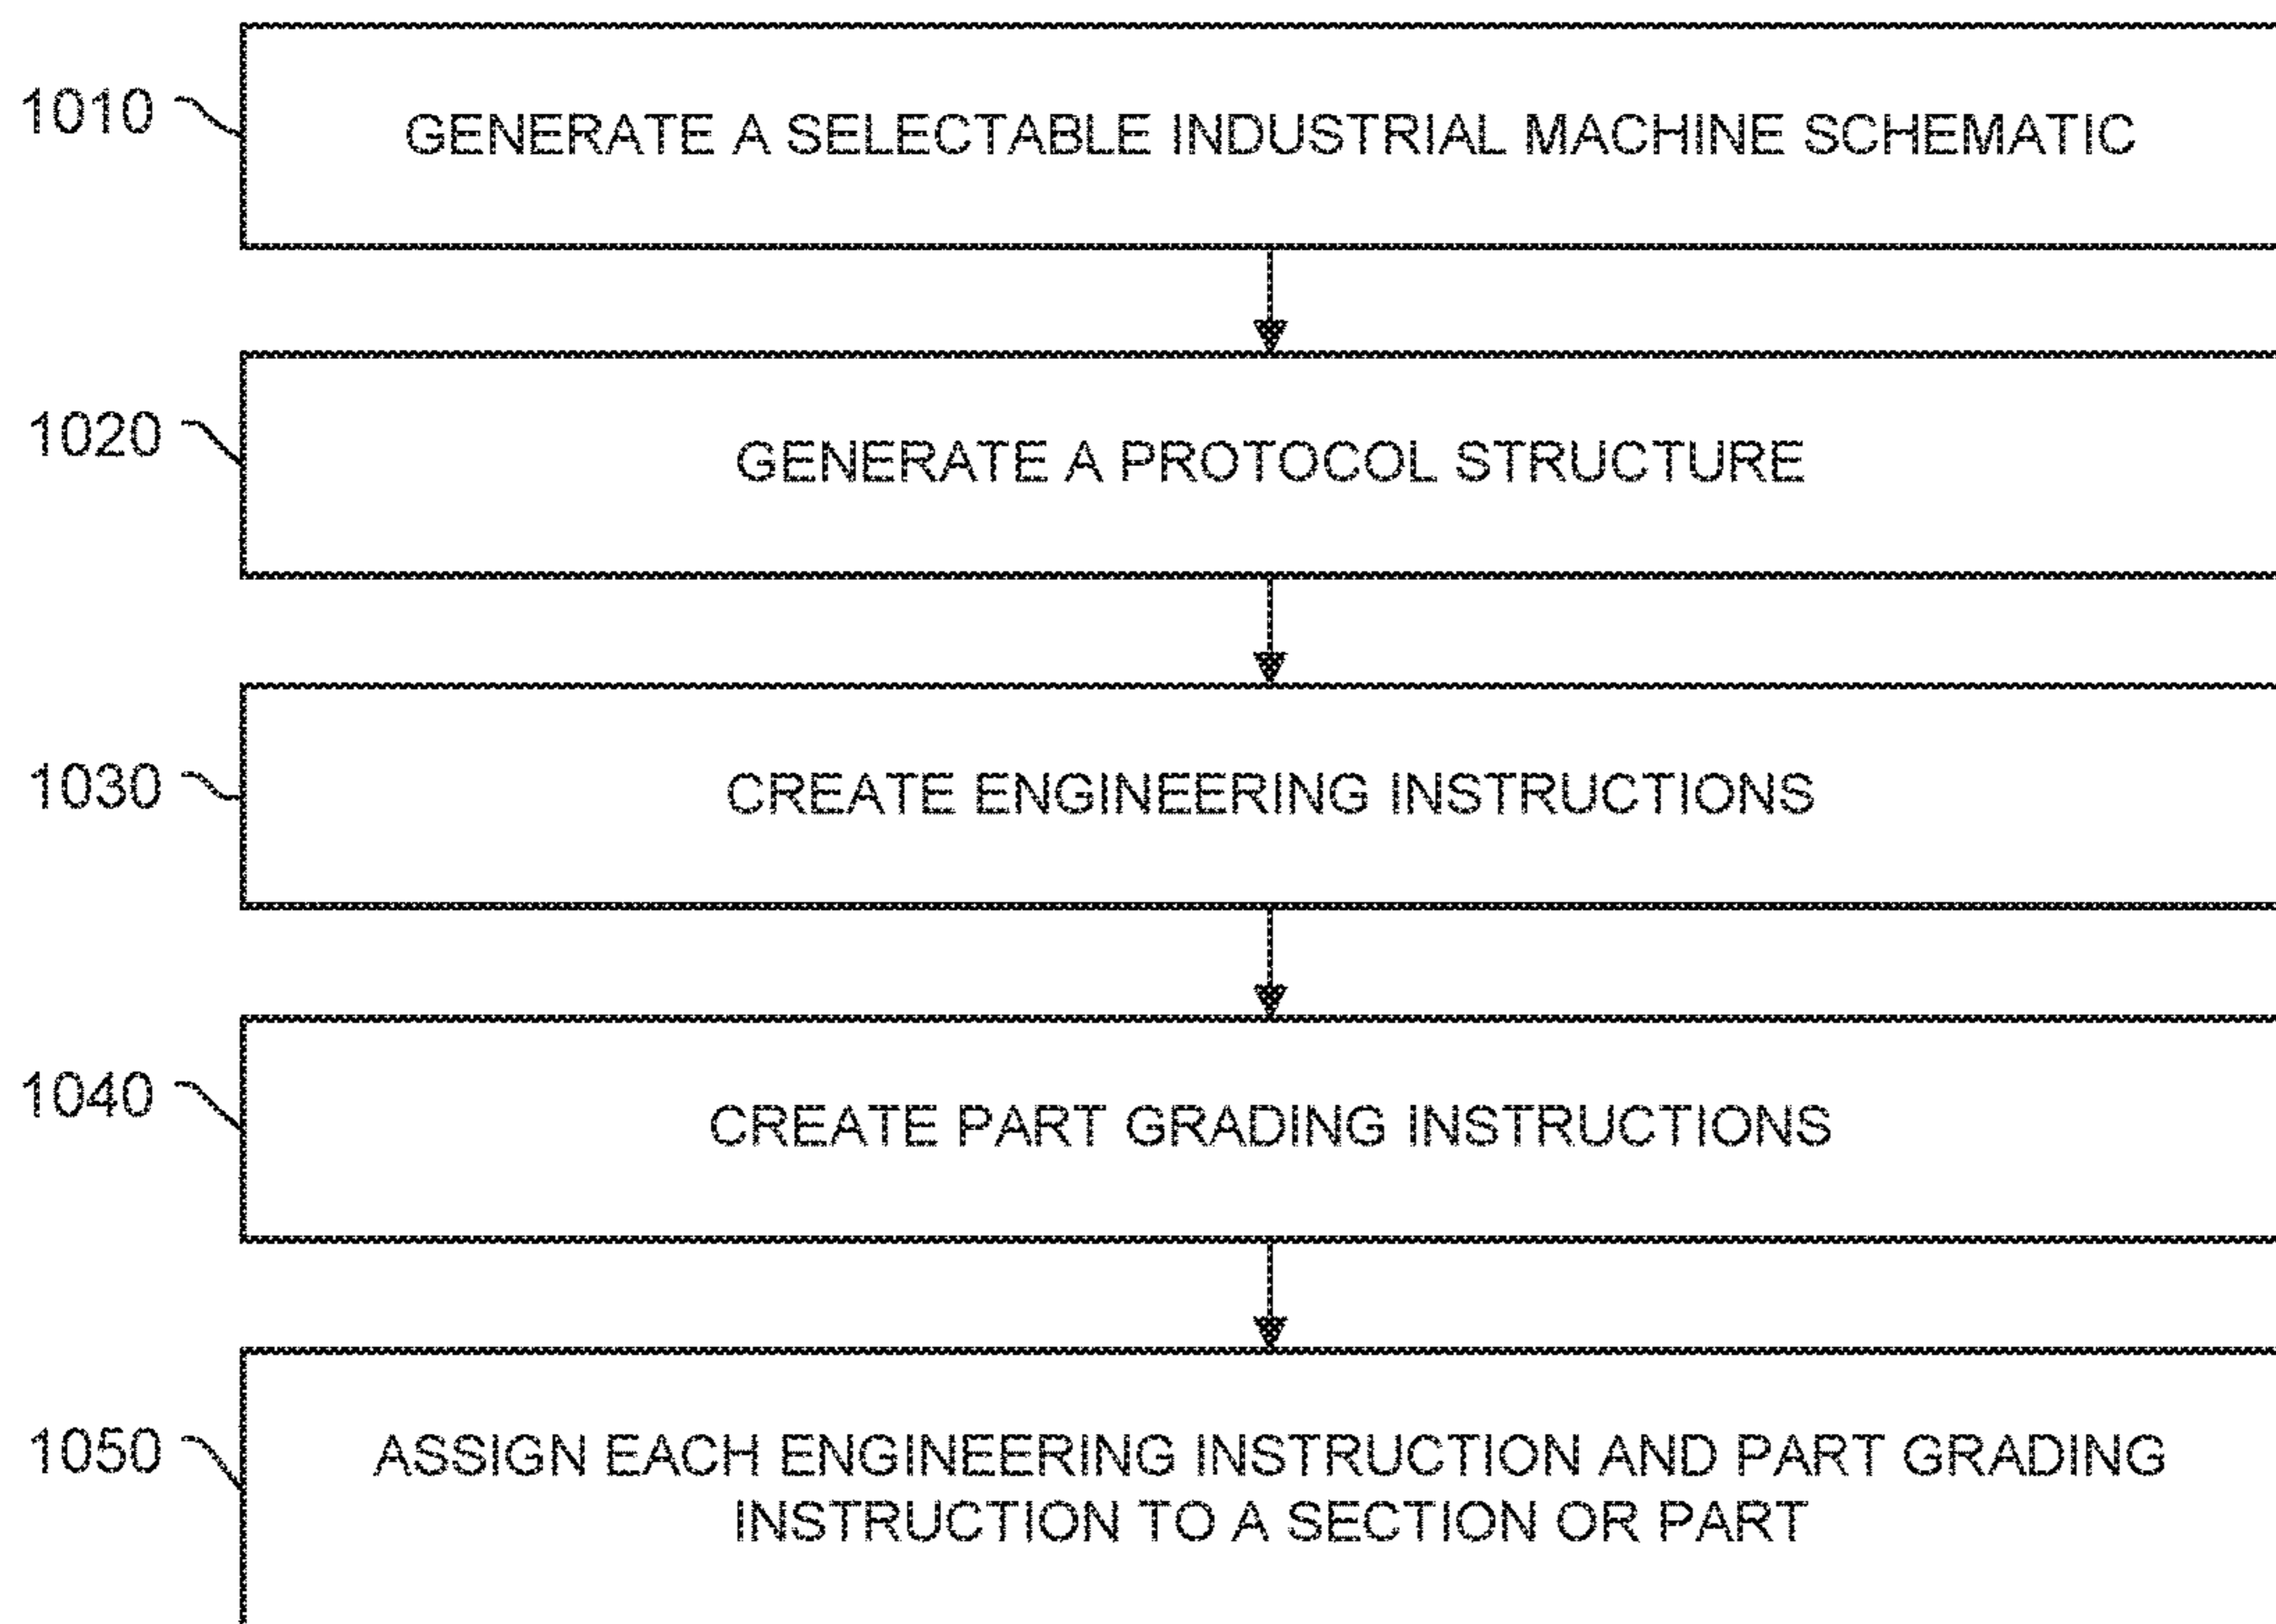 1010
GENERATE A SELECTABLE INDUSTRIAL MACHINE SCHEMATIC
1020
GENERATE A PROTOCOL STRUCTURE
1030
CREATE ENGINEERING INSTRUCTIONS
1040
CREATE PART GRADING INSTRUCTIONS
1050
ASSIGN EACH ENGINEERING INSTRUCTION AND PART GRADING
INSTRUCTION TO A SECTION OR PART